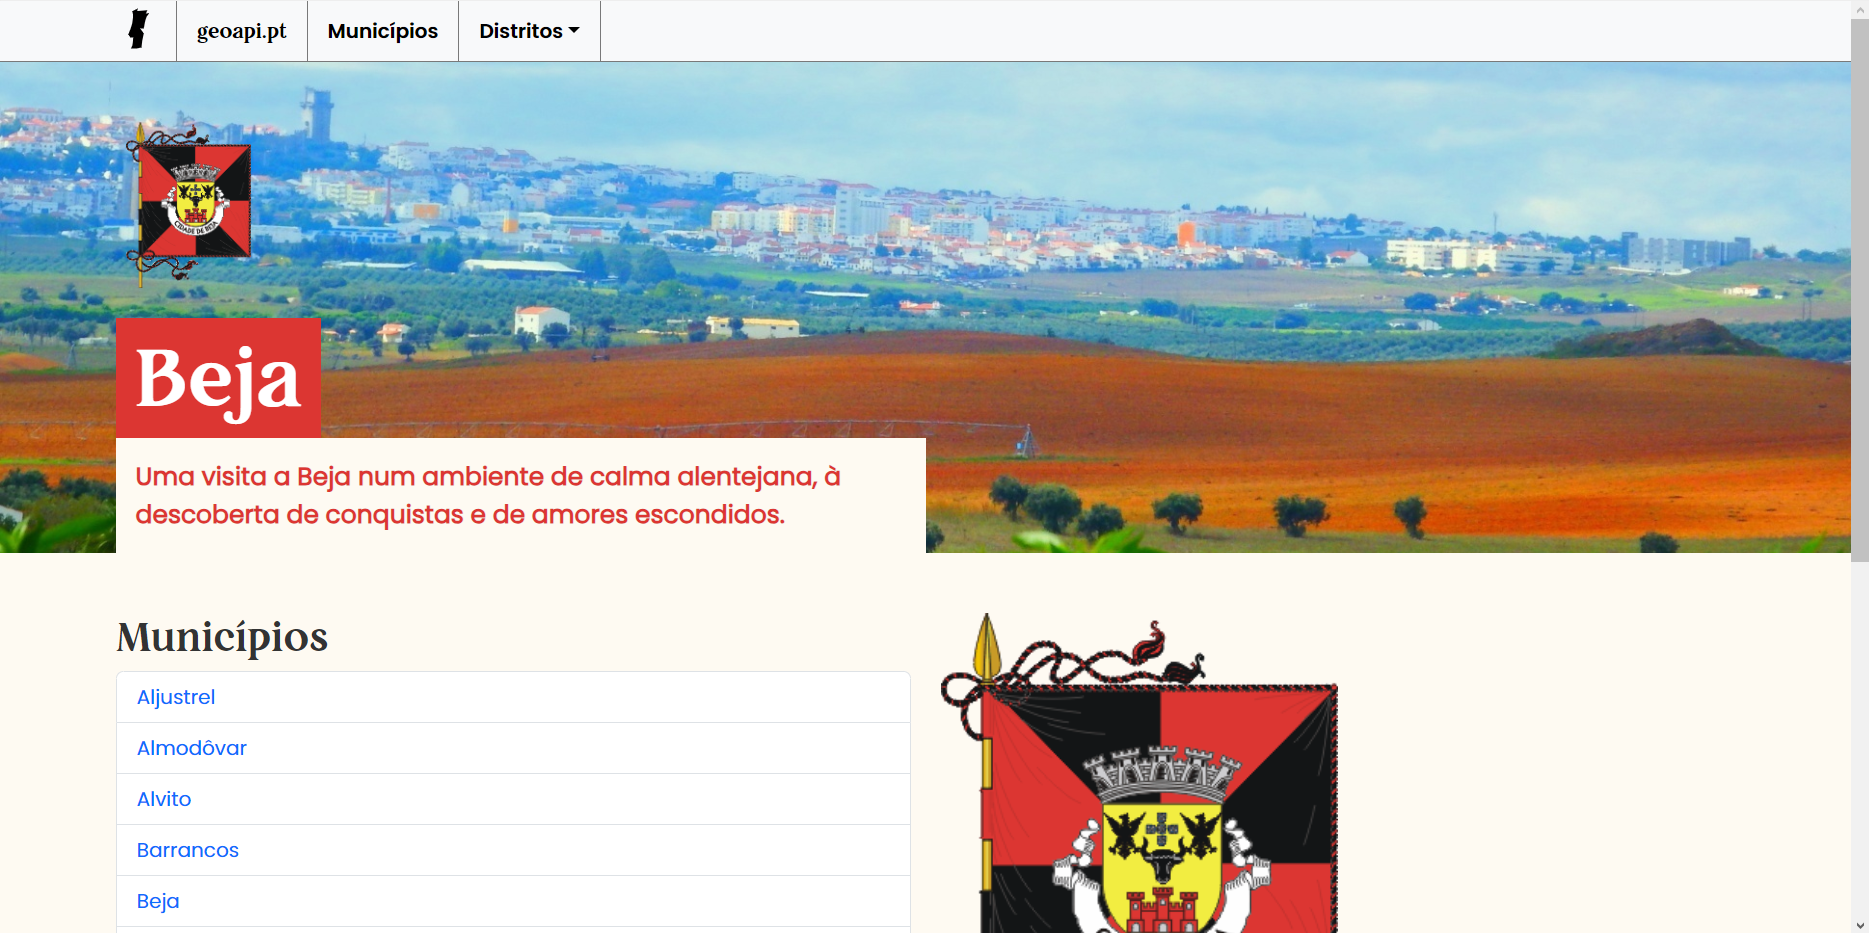 geoapi.pt
Municípios
Distritos
CIDADE DE BEJA
Beja
Uma visita a Beja num ambiente de calma alentejana, à
descoberta de conquistas e de amores escondidos.
Municípios
Aljustrel
Almodôvar
Alvito
Barrancos
Beja